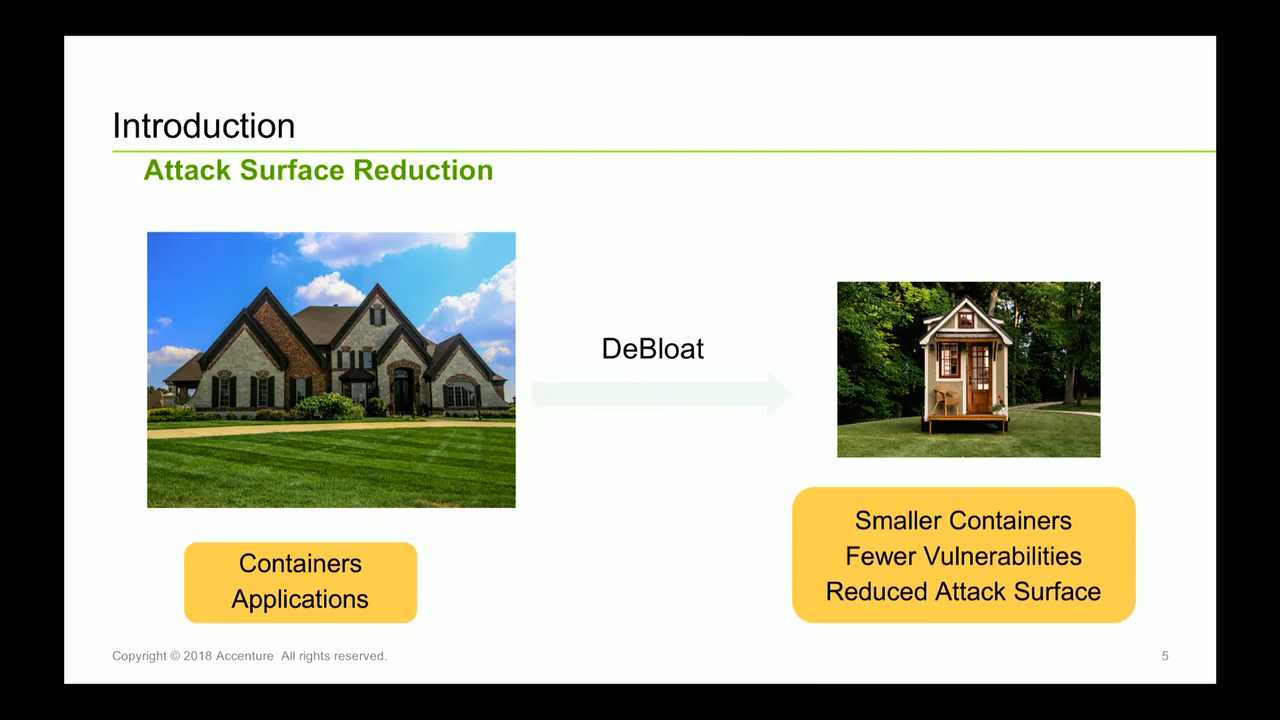 Introduction
Attack Surface Reduction
DeBloat
Containers
Applications
Smaller Containers
Fewer Vulnerabilities
Reduced Attack Surface
Copyright © 2018 Accenture  All rights reserved.
5